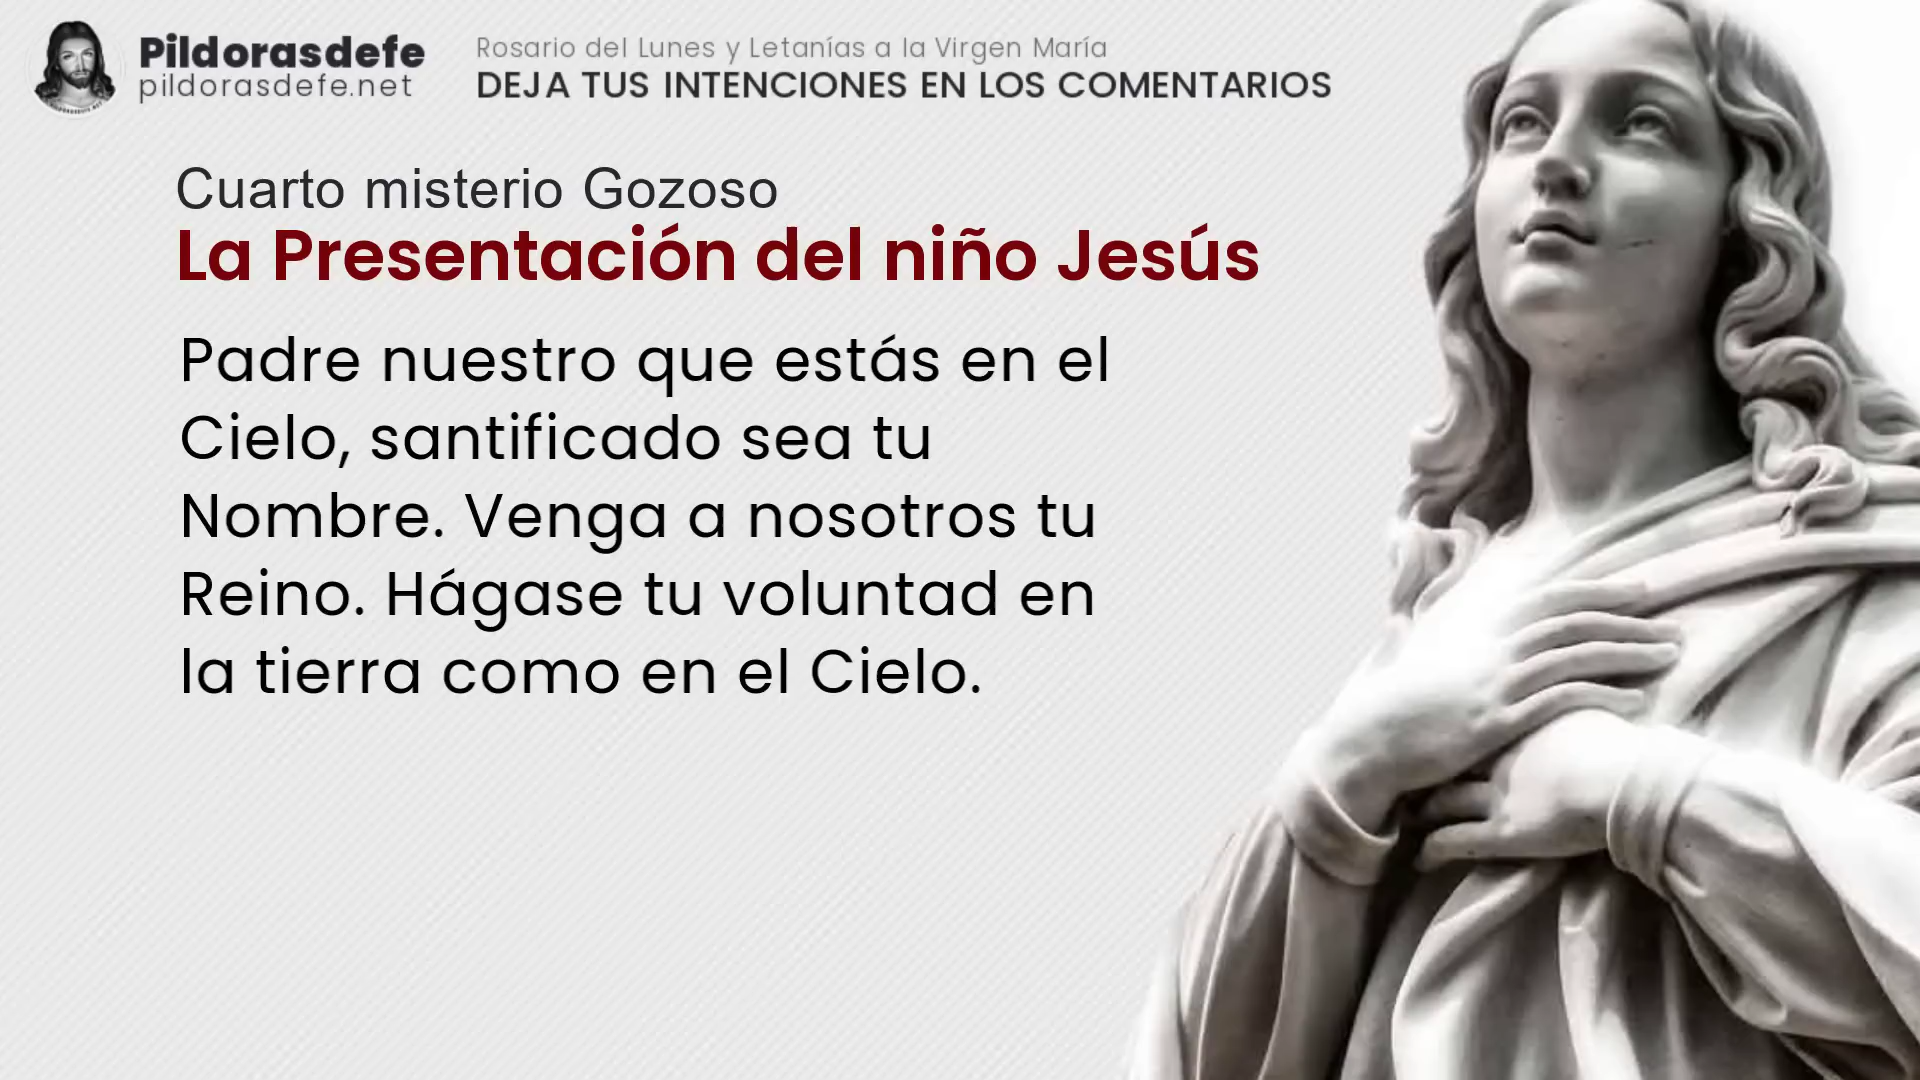 Pildorasdefe
pildorasdefe.net
Rosario del Lunes y Letanías a la Virgen María
DEJA TUS INTENCIONES EN LOS COMENTARIOS
Cuarto misterio Gozoso
La Presentación del niño Jesús
Padre nuestro que estás en el
Cielo, santificado sea tu
Nombre. Venga a nosotros tu
Reino. Hágase tu voluntad en
la tierra como en el Cielo.